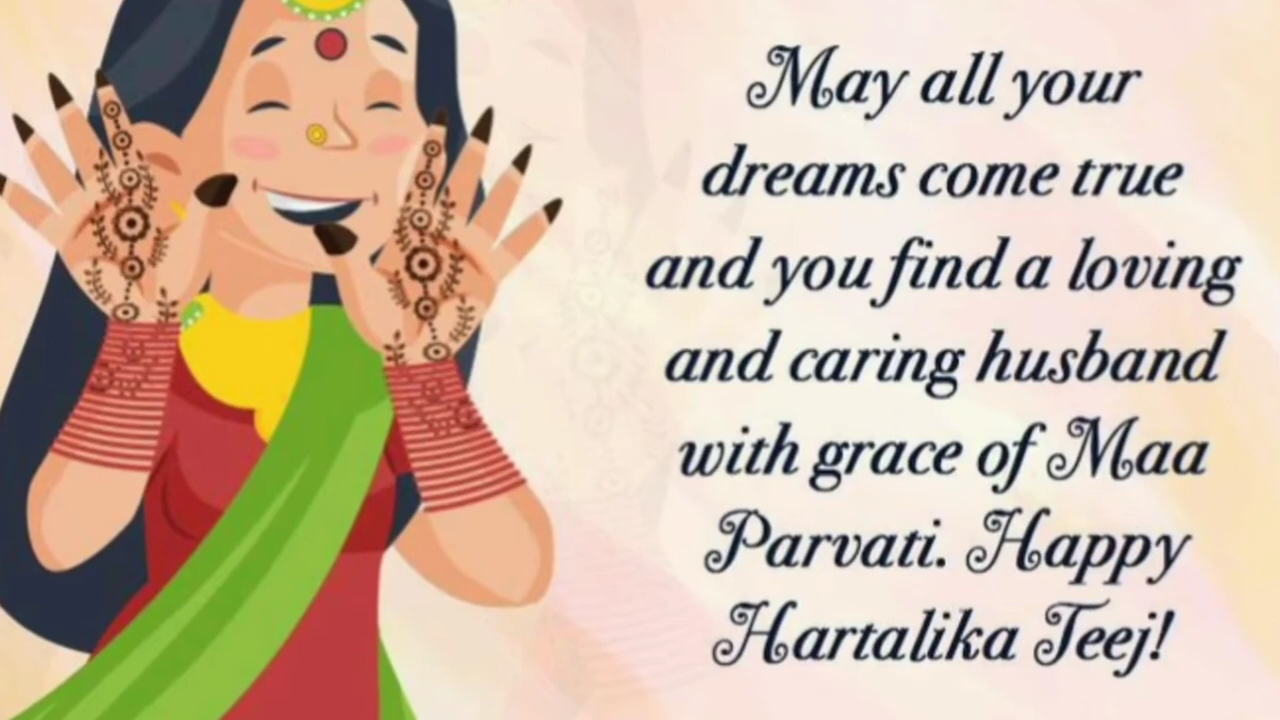 May all your
dreams come true
and you find a loving
and caring husband
with grace of Maa
Parvati. Happy
Hartalika Teej!